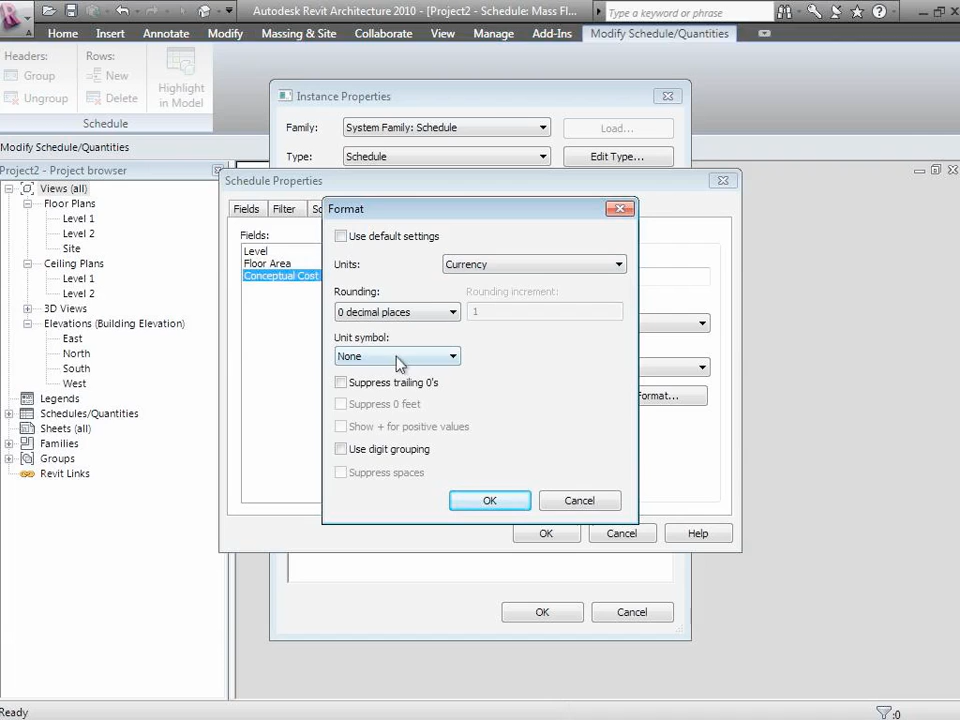 Autodesk Revit Architecture 2010 - [Project2 - Schedule: Mass Fl...
Type a keyword or phrase
Home Insert Annotate Modify Massing & Site Collaborate View Manage Add-Ins Modify Schedule/Quantities
Headers: Rows:
Group New
Ungroup Delete
Highlight in Model
Schedule
Modify Schedule/Quantities
Project2 - Project browser
Views (all)
Floor Plans
Level 1
Level 2
Site
Ceiling Plans
Level 1
Level 2
3D Views
Elevations (Building Elevation)
East
North
South
West
Legends
Schedules/Quantities
Sheets (all)
Families
Groups
Revit Links
Instance Properties
Family: System Family: Schedule Load...
Type: Schedule Edit Type...
Schedule Properties
Fields Filter
Fields:
Level
Floor Area
Conceptual Cost
Format...
OK Cancel Help
OK Cancel
Format
Use default settings
Units: Currency
Rounding: Rounding increment:
0 decimal places 1
Unit symbol:
None
Suppress trailing 0's
Suppress 0 feet
Show + for positive values
Use digit grouping
Suppress spaces
OK Cancel
Ready :0